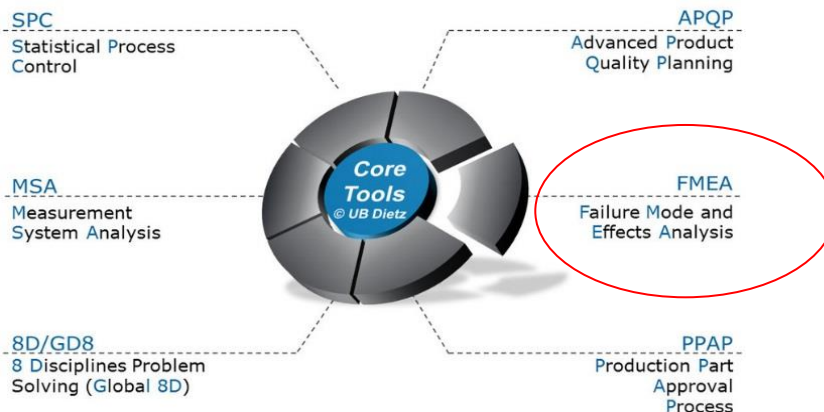 SPC
Statistical Process
Control
APQP
Advanced Product
Quality Planning
MSA
Measurement
System Analysis
Core
Tools
© UB Dietz
FMEA
Failure Mode and
Effects Analysis
8D/GD8
8 Disciplines Problem
Solving (Global 8D)
PPAP
Production Part
Approval
Process